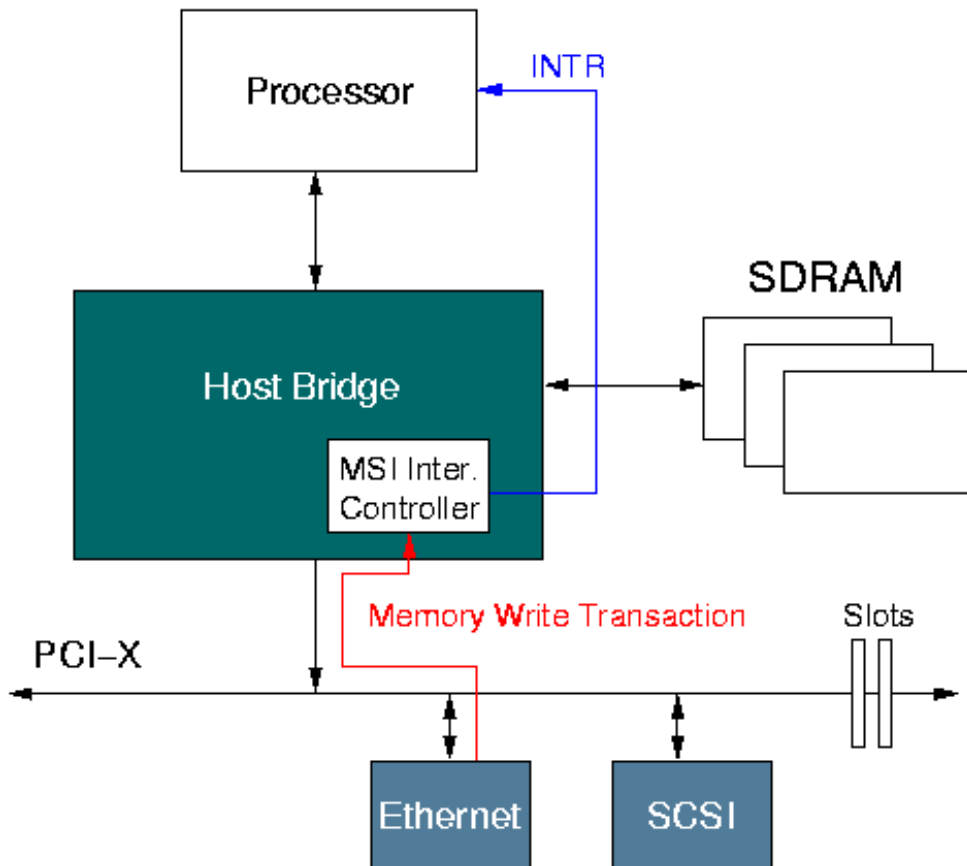 INTR
Processor
SDRAM
Host Bridge
MSI Inter.
Controller
Memory Write Transaction
Slots
PCI–X
Ethernet
SCSI